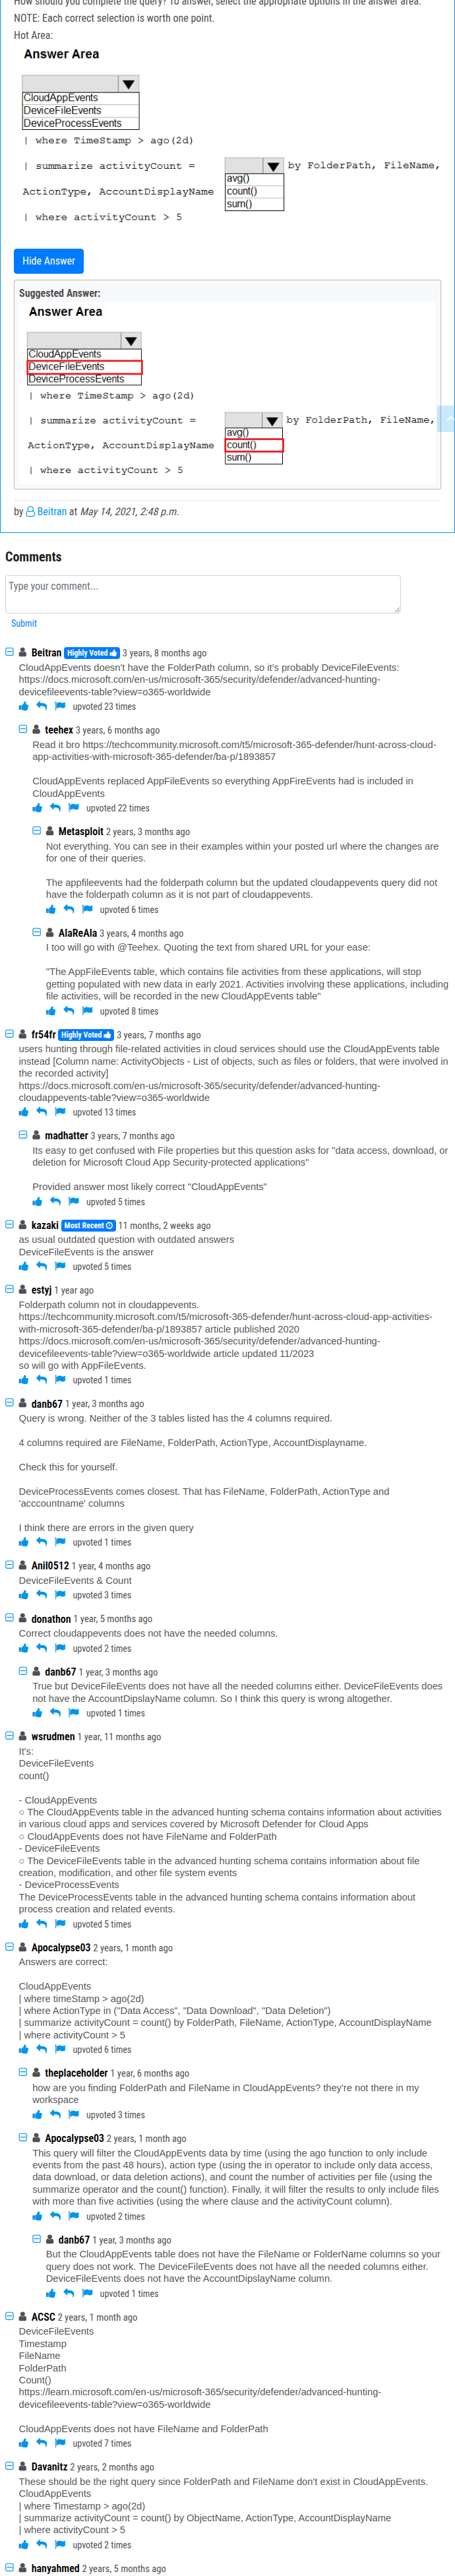 How should you complete the query? To answer, select the appropriate options in the answer area.
NOTE: Each correct selection is worth one point.
Hot Area:
Answer Area
CloudAppEvents
DeviceFileEvents
DeviceProcessEvents
| where TimeStamp > ago(2d)
| summarize activityCount = by FolderPath, FileName,
avg()
ActionType, AccountDisplayName count()
sum()
| where activityCount > 5
Hide Answer
Suggested Answer:
Answer Area
CloudAppEvents
DeviceFileEvents
DeviceProcessEvents
| where TimeStamp > ago(2d)
| summarize activityCount = by FolderPath, FileName,
avg()
ActionType, AccountDisplayName count()
sum()
| where activityCount > 5
by Beitran at May 14, 2021, 2:48 p.m.
Comments
Type your comment...
Submit
Beitran Highly Voted 3 years, 8 months ago
CloudAppEvents doesn't have the FolderPath column, so it's probably DeviceFileEvents:
https://docs.microsoft.com/en-us/microsoft-365/security/defender/advanced-hunting-
devicefileevents-table?view=o365-worldwide
upvoted 23 times
teehex 3 years, 6 months ago
Read it bro https://techcommunity.microsoft.com/t5/microsoft-365-defender/hunt-across-cloud-
app-activities-with-microsoft-365-defender/ba-p/1893857
CloudAppEvents replaced AppFileEvents so everything AppFireEvents had is included in
CloudAppEvents
upvoted 22 times
Metasploit 2 years, 3 months ago
Not everything. You can see in their examples within your posted url where the changes are
for one of their queries.
The appfileevents had the folderpath column but the updated cloudappevents query did not
have the folderpath column as it is not part of cloudappevents.
upvoted 6 times
AlaReAla 3 years, 4 months ago
I too will go with @Teehex. Quoting the text from shared URL for your ease:
"The AppFileEvents table, which contains file activities from these applications, will stop
getting populated with new data in early 2021. Activities involving these applications, including
file activities, will be recorded in the new CloudAppEvents table"
upvoted 8 times
fr54fr Highly Voted 3 years, 7 months ago
users hunting through file-related activities in cloud services should use the CloudAppEvents table
instead [Column name: ActivityObjects - List of objects, such as files or folders, that were involved in
the recorded activity]
https://docs.microsoft.com/en-us/microsoft-365/security/defender/advanced-hunting-
cloudappevents-table?view=o365-worldwide
upvoted 13 times
madhatter 3 years, 7 months ago
Its easy to get confused with File properties but this question asks for "data access, download, or
deletion for Microsoft Cloud App Security-protected applications"
Provided answer most likely correct "CloudAppEvents"
upvoted 5 times
kazaki Most Recent 11 months, 2 weeks ago
as usual outdated question with outdated answers
DeviceFileEvents is the answer
upvoted 5 times
estyj 1 year ago
Folderpath column not in cloudappevents.
https://techcommunity.microsoft.com/t5/microsoft-365-defender/hunt-across-cloud-app-activities-
with-microsoft-365-defender/ba-p/1893857 article published 2020
https://docs.microsoft.com/en-us/microsoft-365/security/defender/advanced-hunting-
devicefileevents-table?view=o365-worldwide article updated 11/2023
so will go with AppFileEvents.
upvoted 1 times
danb67 1 year, 3 months ago
Query is wrong. Neither of the 3 tables listed has the 4 columns required.
4 columns required are FileName, FolderPath, ActionType, AccountDisplayname.
Check this for yourself.
DeviceProcessEvents comes closest. That has FileName, FolderPath, ActionType and
'acccountname' columns
I think there are errors in the given query
upvoted 1 times
Anil0512 1 year, 4 months ago
DeviceFileEvents & Count
upvoted 3 times
donathon 1 year, 5 months ago
Correct cloudappevents does not have the needed columns.
upvoted 2 times
danb67 1 year, 3 months ago
True but DeviceFileEvents does not have all the needed columns either. DeviceFileEvents does
not have the AccountDipslayName column. So I think this query is wrong altogether.
upvoted 1 times
wsrudmen 1 year, 11 months ago
It's:
DeviceFileEvents
count()
- CloudAppEvents
○ The CloudAppEvents table in the advanced hunting schema contains information about activities
in various cloud apps and services covered by Microsoft Defender for Cloud Apps
○ CloudAppEvents does not have FileName and FolderPath
- DeviceFileEvents
○ The DeviceFileEvents table in the advanced hunting schema contains information about file
creation, modification, and other file system events
- DeviceProcessEvents
The DeviceProcessEvents table in the advanced hunting schema contains information about
process creation and related events.
upvoted 5 times
Apocalypse03 2 years, 1 month ago
Answers are correct:
CloudAppEvents
| where timeStamp > ago(2d)
| where ActionType in ("Data Access", "Data Download", "Data Deletion")
| summarize activityCount = count() by FolderPath, FileName, ActionType, AccountDisplayName
| where activityCount > 5
upvoted 6 times
theplaceholder 1 year, 6 months ago
how are you finding FolderPath and FileName in CloudAppEvents? they're not there in my
workspace
upvoted 3 times
Apocalypse03 2 years, 1 month ago
This query will filter the CloudAppEvents data by time (using the ago function to only include
events from the past 48 hours), action type (using the in operator to include only data access,
data download, or data deletion actions), and count the number of activities per file (using the
summarize operator and the count() function). Finally, it will filter the results to only include files
with more than five activities (using the where clause and the activityCount column).
upvoted 2 times
danb67 1 year, 3 months ago
But the CloudAppEvents table does not have the FileName or FolderName columns so your
query does not work. The DeviceFileEvents does not have all the needed columns either.
DeviceFileEvents does not have the AccountDipslayName column.
upvoted 1 times
ACSC 2 years, 1 month ago
DeviceFileEvents
Timestamp
FileName
FolderPath
Count()
https://learn.microsoft.com/en-us/microsoft-365/security/defender/advanced-hunting-
devicefileevents-table?view=o365-worldwide
CloudAppEvents does not have FileName and FolderPath
upvoted 7 times
Davanitz 2 years, 2 months ago
These should be the right query since FolderPath and FileName don't exist in CloudAppEvents.
CloudAppEvents
| where Timestamp > ago(2d)
| summarize activityCount = count() by ObjectName, ActionType, AccountDisplayName
| where activityCount > 5
upvoted 2 times
hanyahmed 2 years, 5 months ago